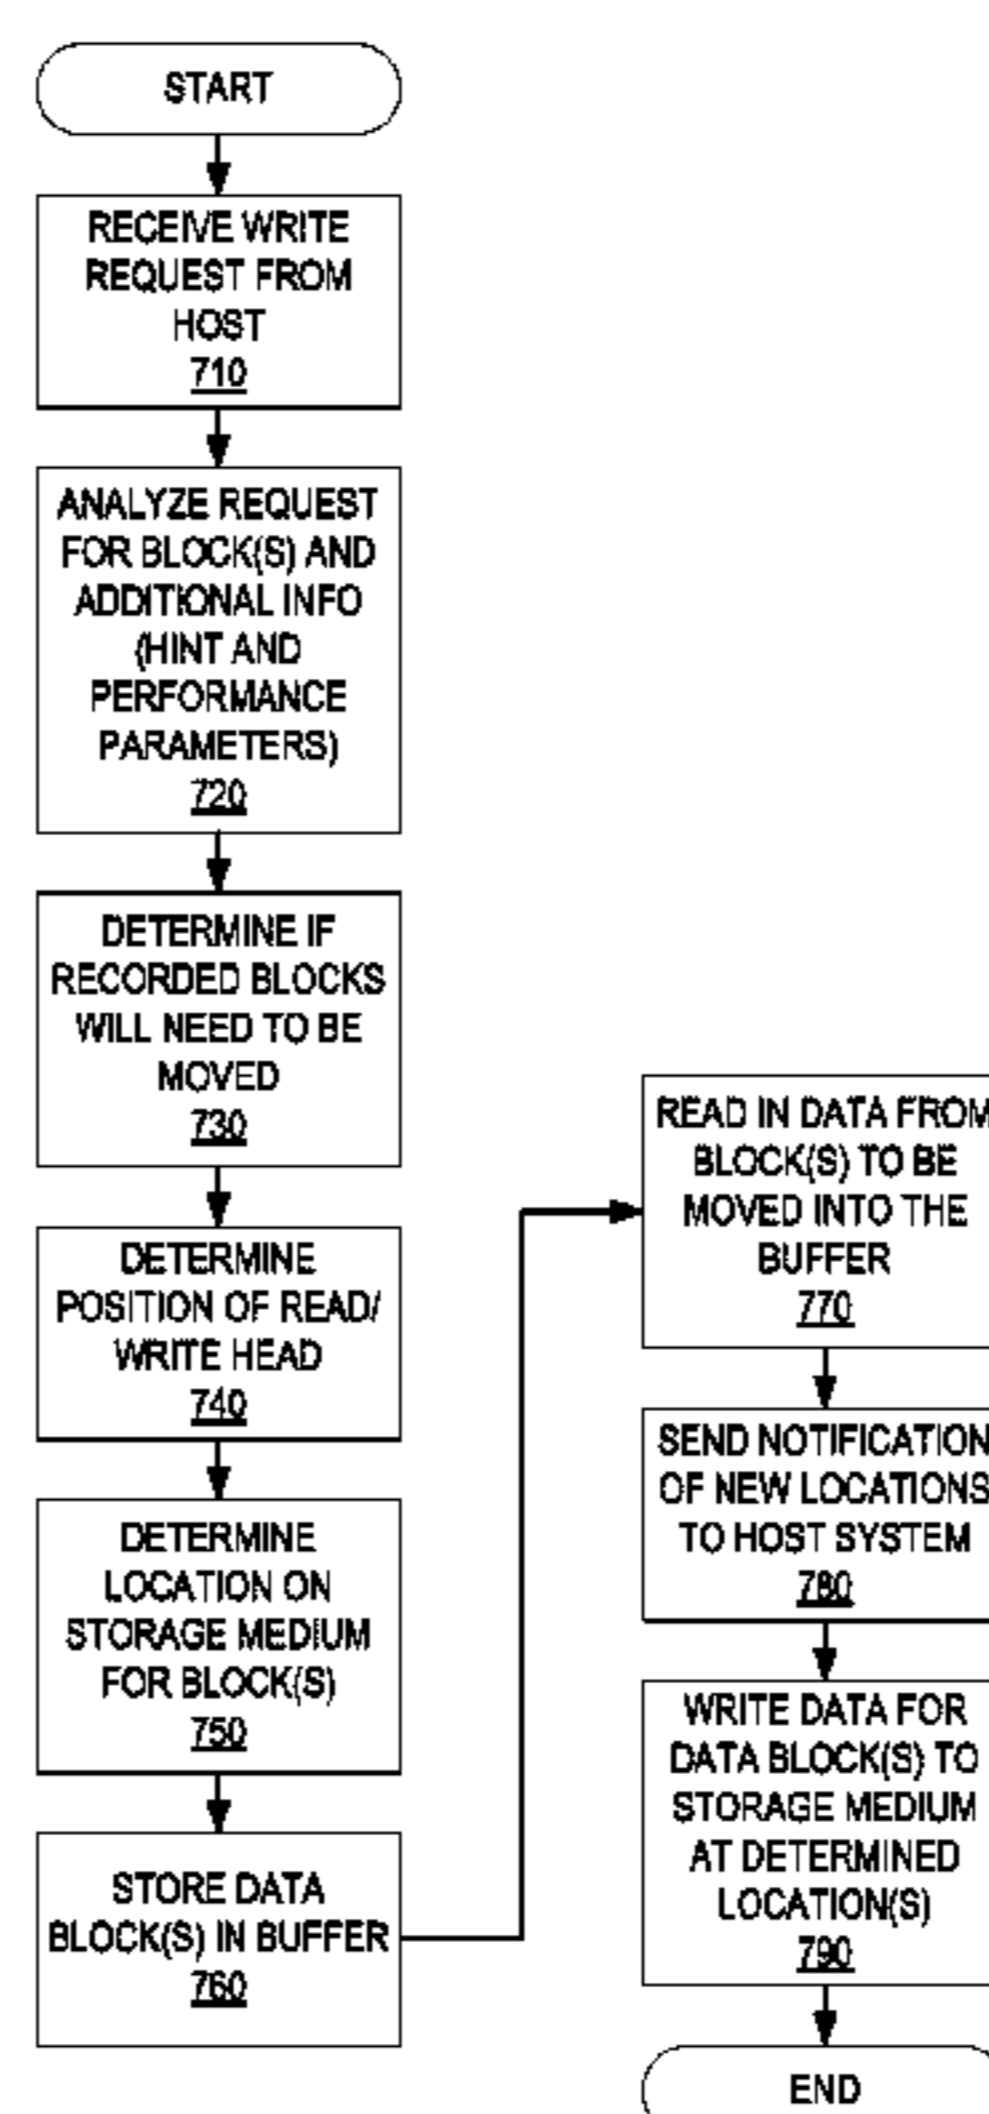 START
RECEIVE WRITE
REQUEST FROM
HOST
710
ANALYZE REQUEST
FOR BLOCK(S) AND
ADDITIONAL INFO
(HINT AND
PERFORMANCE
PARAMETERS)
720
DETERMINE IF
RECORDED BLOCKS
WILL NEED TO BE
MOVED
730
DETERMINE
POSITION OF READ/
WRITE HEAD
740
DETERMINE
LOCATION ON
STORAGE MEDIUM
FOR BLOCK(S)
750
STORE DATA
BLOCK(S) IN BUFFER
760
READ IN DATA FROM
BLOCK(S) TO BE
MOVED INTO THE
BUFFER
770
SEND NOTIFICATION
OF NEW LOCATIONS
TO HOST SYSTEM
780
WRITE DATA FOR
DATA BLOCK(S) TO
STORAGE MEDIUM
AT DETERMINED
LOCATION(S)
790
END